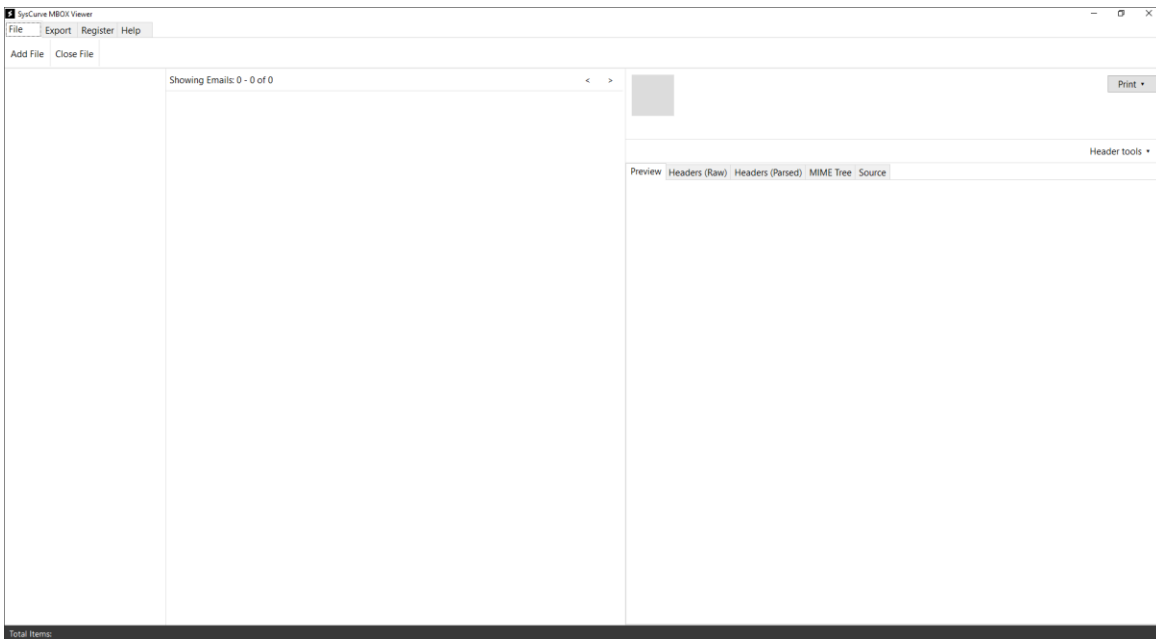 SysCurve MBOX Viewer
File Export Register Help
Add File Close File
Showing Emails: 0 - 0 of 0 < >
Print
Header tools
Preview Headers (Raw) Headers (Parsed) MIME Tree Source
Total Items: